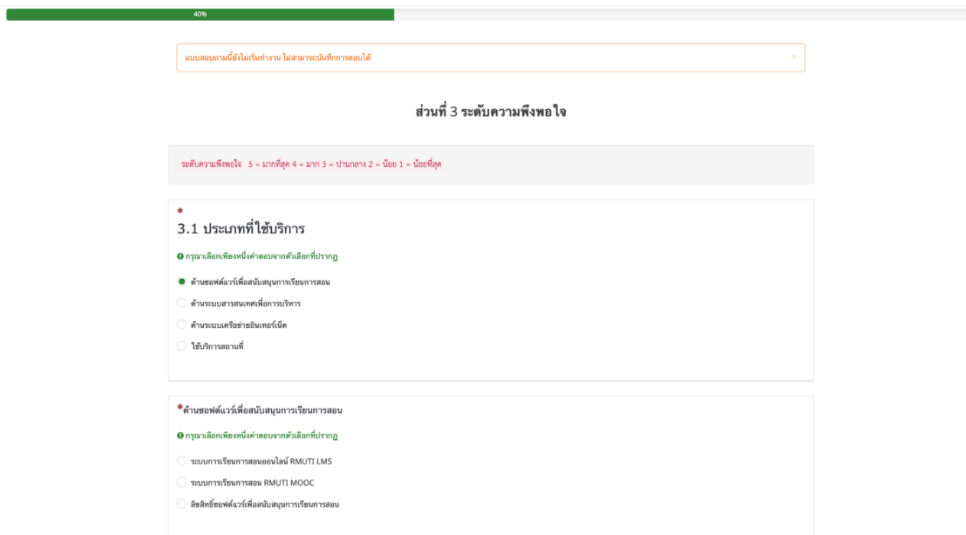 40%
แบบสอบถามนี้ยังไม่เริ่มทำงาน ไม่สามารถบันทึกการตอบได้
×
ส่วนที่ 3 ระดับความพึงพอใจ
ระดับความพึงพอใจ 5 = มากที่สุด 4 = มาก 3 = ปานกลาง 2 = น้อย 1 = น้อยที่สุด
*
3.1 ประเภทที่ใช้บริการ
กรุณาเลือกเพียงหนึ่งคำตอบจากตัวเลือกที่ปรากฏ
ด้านซอฟต์แวร์เพื่อสนับสนุนการเรียนการสอน
ด้านระบบสารสนเทศเพื่อการบริหาร
ด้านระบบเครือข่ายอินเทอร์เน็ต
ใช้บริการสถานที่
*ด้านซอฟต์แวร์เพื่อสนับสนุนการเรียนการสอน
กรุณาเลือกเพียงหนึ่งคำตอบจากตัวเลือกที่ปรากฏ
ระบบการเรียนการสอนออนไลน์ RMUTI LMS
ระบบการเรียนการสอน RMUTI MOOC
ลิขสิทธิ์ซอฟต์แวร์เพื่อสนับสนุนการเรียนการสอน